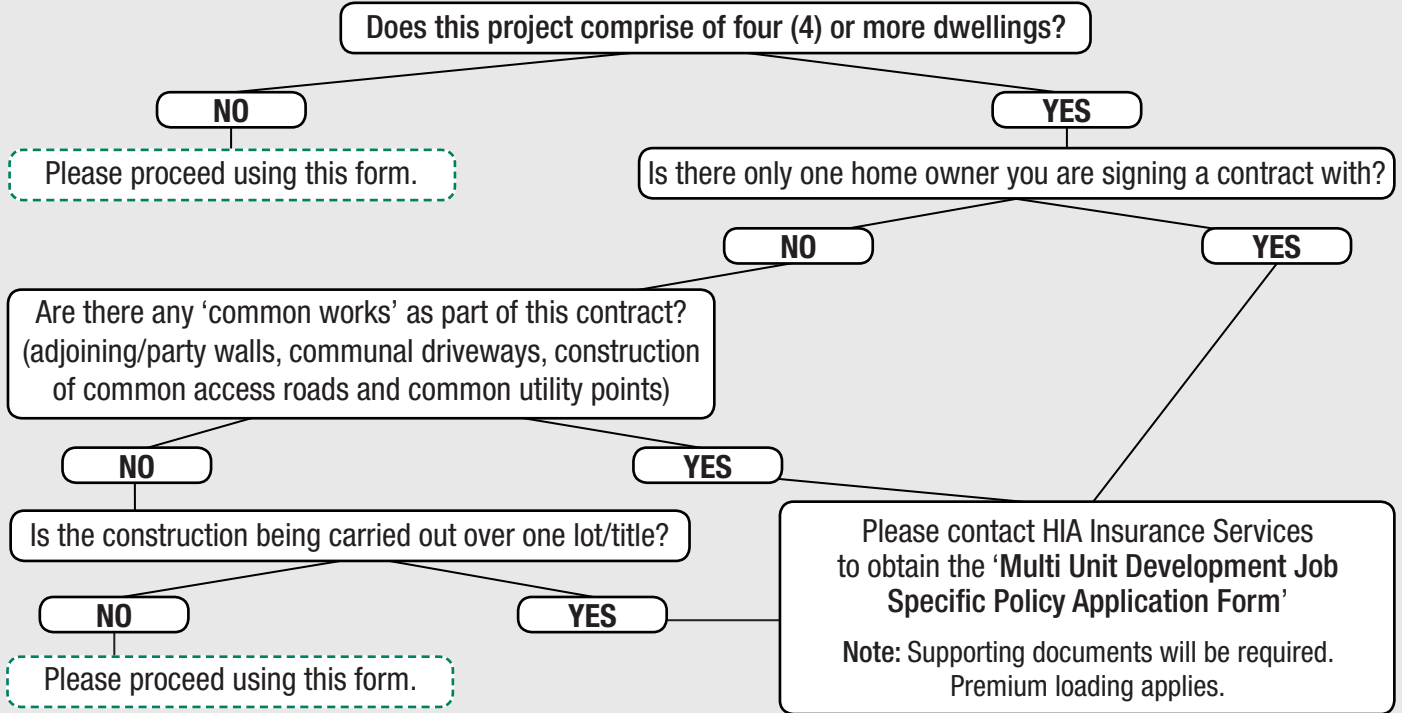 Does this project comprise of four (4) or more dwellings?
NO
YES
Please proceed using this form.
Is there only one home owner you are signing a contract with?
NO
YES
Are there any ‘common works’ as part of this contract?
(adjoining/party walls, communal driveways, construction
of common access roads and common utility points)
NO
YES
Is the construction being carried out over one lot/title?
NO
YES
Please proceed using this form.
Please contact HIA Insurance Services
to obtain the ‘Multi Unit Development Job
Specific Policy Application Form’
Note: Supporting documents will be required.
Premium loading applies.